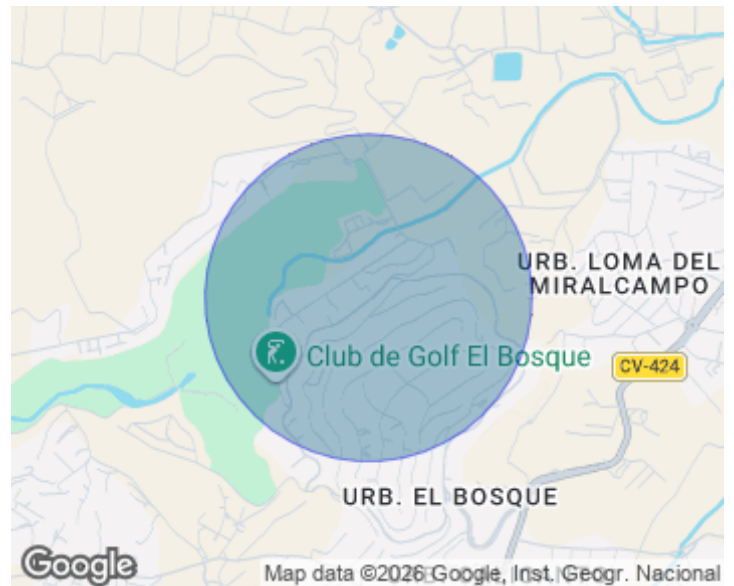 URB. LOMA DEL
MIRALCAMPO
Club de Golf El Bosque
CV-424
URB. EL BOSQUE
Google
Map data ©2026 Google, Inst. Geogr. Nacional